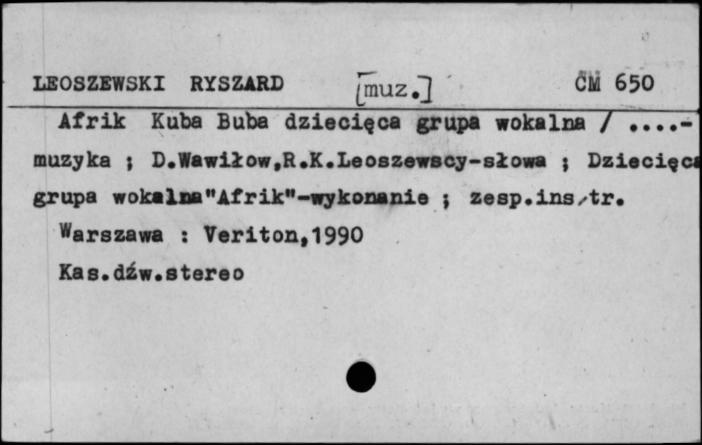 LEOSZEWSKI RYSZARD [muz.] CM 650
Afrik Kuba Buba dziecięca grupa wokalna / ....-
muzyka ; D.Wawiłow,R.K.Leoszewscy-słowa ; Dziecięca
grupa wokalna"Afrik"-wykonanie ; zesp.ins,tr.
Warszawa : Veriton,1990
Kas.dźw.stereo